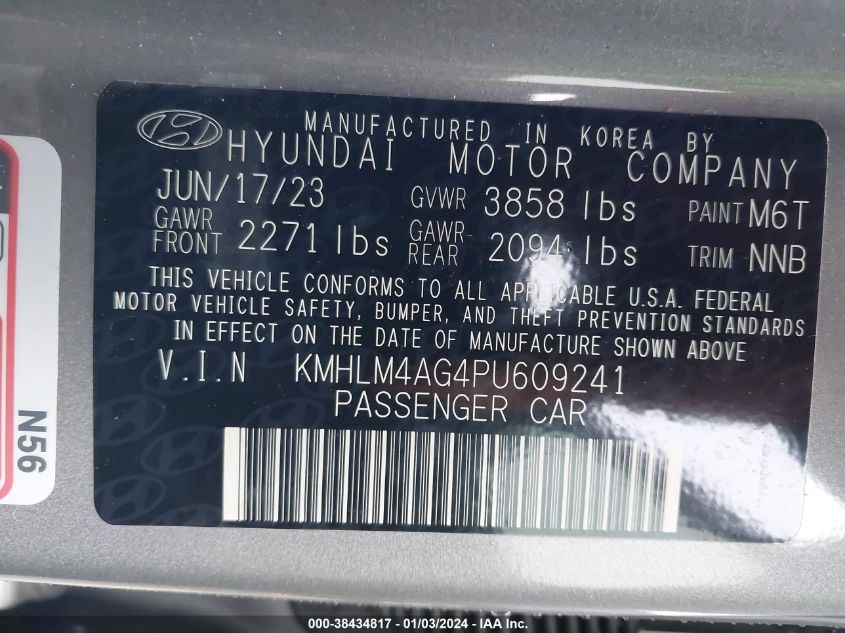 MANUFACTURED IN KOREA BY
HYUNDAI MOTOR COMPANY
JUN/17/23 GVWR 3858 lbs PAINT M6T
GAWR FRONT 2271 lbs GAWR REAR 2094 lbs TRIM NNB
THIS VEHICLE CONFORMS TO ALL APPLICABLE U.S.A. FEDERAL
MOTOR VEHICLE SAFETY, BUMPER, AND THEFT PREVENTION STANDARDS
IN EFFECT ON THE DATE OF MANUFACTURE SHOWN ABOVE
V.I.N KMHLM4AG4PU609241
PASSENGER CAR
N56
000-38434817 - 01/03/2024 - IAA Inc.